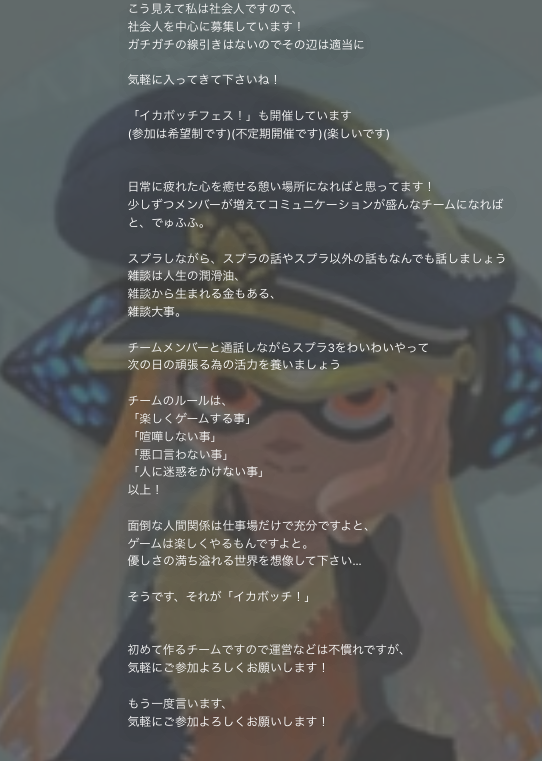 こう見えて私は社会人ですので、
社会人を中心に募集しています！
ガチガチの線引きはないのでその辺は適当に
気軽に入ってきて下さいね！
「イカボッチフェス！」も開催しています
(参加は希望制です)(不定期開催です)(楽しいです)
日常に疲れた心を癒せる憩い場所になればと思ってます！
少しずつメンバーが増えてコミュニケーションが盛んなチームになれば
と、でゅふふ。
スプラしながら、スプラの話やスプラ以外の話もなんでも話しましょう
雑談は人生の潤滑油、
雑談から生まれる金もある、
雑談大事。
チームメンバーと通話しながらスプラ3をわいわいやって
次の日の頑張る為の活力を養いましょう
チームのルールは、
「楽しくゲームする事」
「喧嘩しない事」
「悪口言わない事」
「人に迷惑をかけない事」
以上！
面倒な人間関係は仕事場だけで充分ですよと、
ゲームは楽しくやるもんですよと。
優しさの満ち溢れる世界を想像して下さい...
そうです、それが「イカボッチ！」
初めて作るチームですので運営などは不慣れですが、
気軽にご参加よろしくお願いします！
もう一度言います、
気軽にご参加よろしくお願いします！